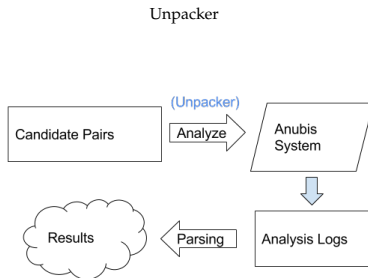 Unpacker
(Unpacker)
Candidate Pairs
Analyze
Anubis
System
Results
Parsing
Analysis Logs